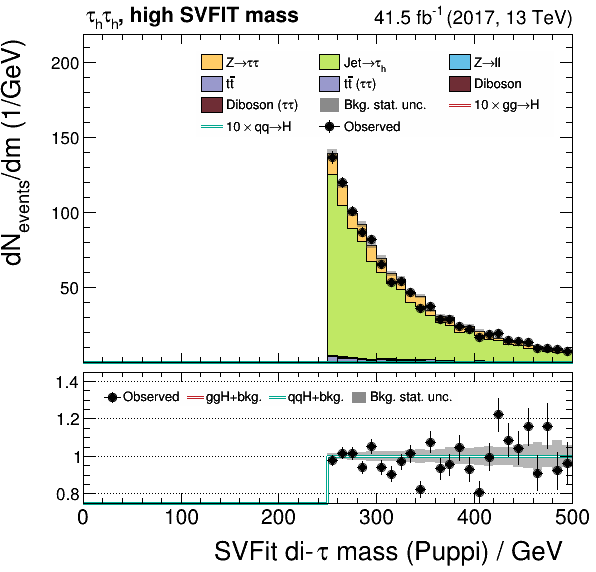 τhτh, high SVFIT mass 41.5 fb⁻¹ (2017, 13 TeV)
dNevents/dm (1/GeV)
200
150
100
50
Z→ττ Jet→τh Z→ll
tt̄ tt̄ (ττ) Diboson
Diboson (ττ) Bkg. stat. unc. 10 × gg→H
10 × qq→H Observed
1.4
1.2
1
0.8
Observed ggH+bkg. qqH+bkg. Bkg. stat. unc.
0 100 200 300 400 500
SVFit di-τ mass (Puppi) / GeV